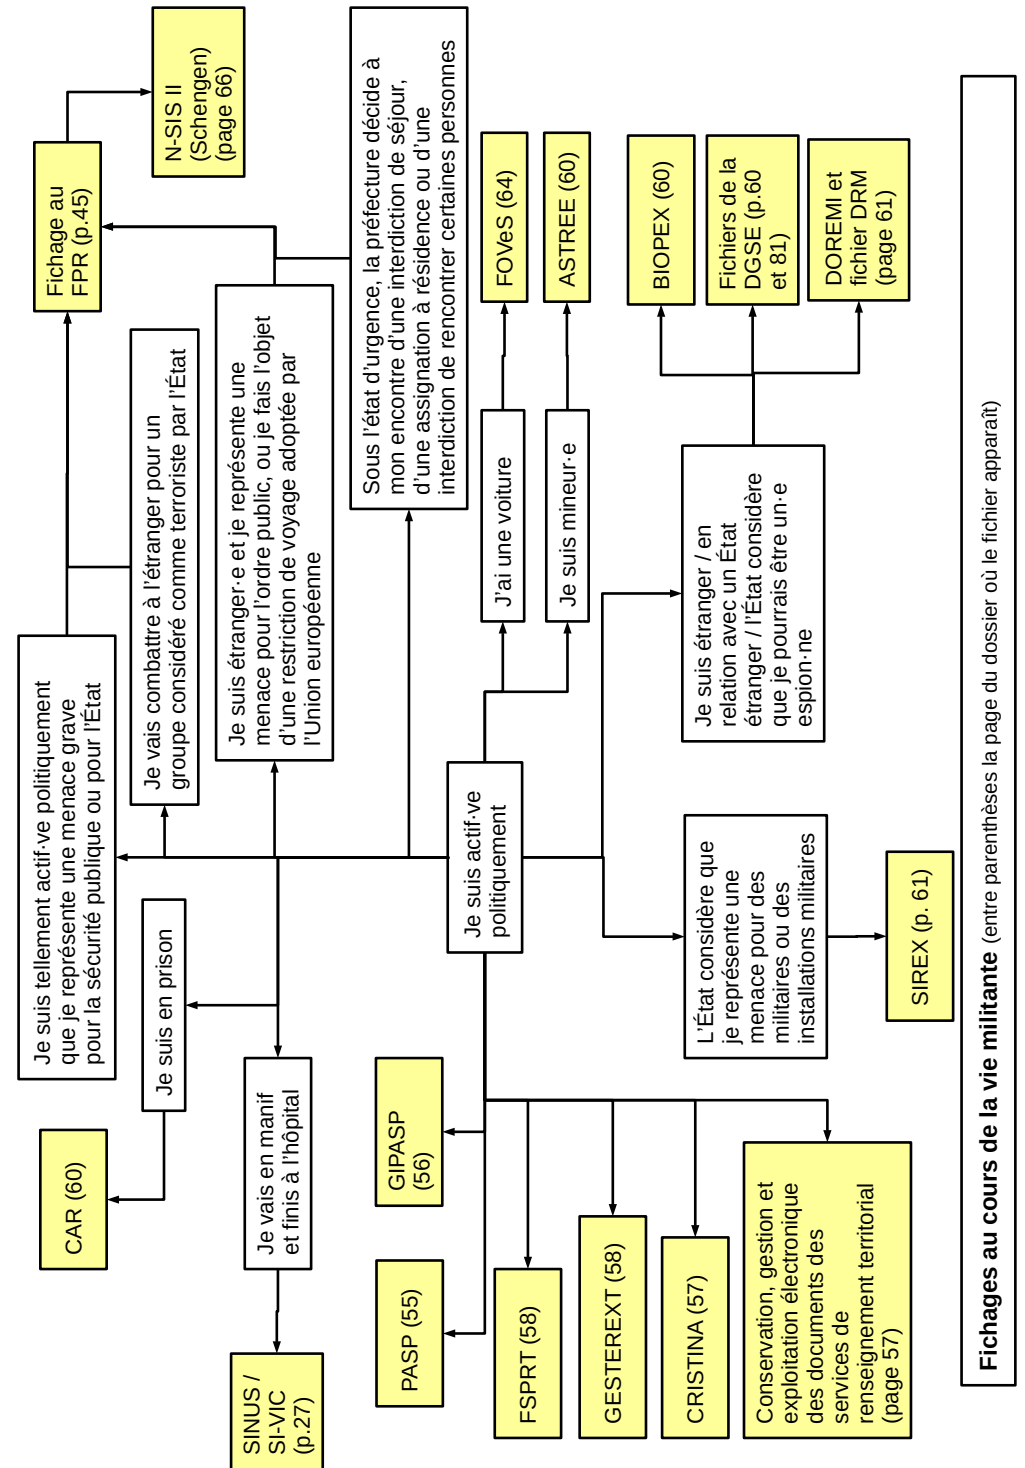 Fichages au cours de la vie militante (entre parenthèses la page du dossier où le fichier apparaît)
SINUS /
SI-VIC
(p.27)
CAR (60)
Je vais en manif
et finis à l'hôpital
Je suis en prison
Je suis tellement actif·ve politiquement
que je représente une menace grave
pour la sécurité publique ou pour l'État
Je vais combattre à l'étranger pour un
groupe considéré comme terroriste par l'État
Je suis étranger·e et je représente une
menace pour l'ordre public, ou je fais l'objet
d'une restriction de voyage adoptée par
l'Union européenne
Fichage au
FPR (p.45)
N-SIS II
(Schengen)
(page 66)
Sous l'état d'urgence, la préfecture décide à
mon encontre d'une interdiction de séjour,
d'une assignation à résidence ou d'une
interdiction de rencontrer certaines personnes
PASP (55)
GIPASP
(56)
Je suis actif·ve
politiquement
J'ai une voiture
FOVeS (64)
Je suis mineur·e
ASTREE (60)
FSPRT (58)
GESTEREXT (58)
CRISTINA (57)
Conservation, gestion et
exploitation électronique
des documents des
services de
renseignement territorial
(page 57)
L'État considère que
je représente une
menace pour des
militaires ou des
installations militaires
SIREX (p. 61)
Je suis étranger / en
relation avec un État
étranger / l'État considère
que je pourrais être un·e
espion·ne
BIOPEX (60)
Fichiers de la
DGSE (p.60
et 81)
DOREMI et
fichier DRM
(page 61)